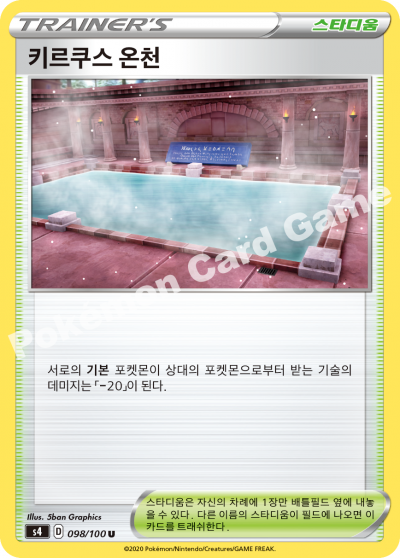 TRAINER'S
스타디움
키르쿠스 온천
Pokémon Card Game
서로의 기본 포켓몬이 상대의 포켓몬으로부터 받는 기술의
데미지는 「-20」이 된다.
Illus. 5ban Graphics
s4 D 098/100 U
스타디움은 자신의 차례에 1장만 배틀필드 옆에 내놓
을 수 있다. 다른 이름의 스타디움이 필드에 나오면 이
카드를 트래쉬한다.
©2020 Pokémon/Nintendo/Creatures/GAME FREAK.